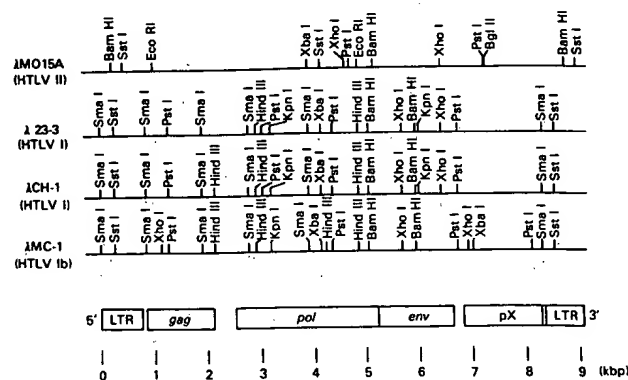 Bam HI Sst I Eco RI Xba I Sst I Xho I Pst I Eco RI Bam HI Xho I Pst I Bgl II Bam HI Sst I
λMO15A
(HTLV II)
Sma I Sst I Sma I Pst I Sma I Sma I Hind III Pst I Kpn I Sma I Xba I Pst I Hind III Bam HI Xho I Bam HI Kpn I Xho I Pst I Sma I Sst I
λ 23-3
(HTLV I)
Sma I Sst I Sma I Pst I Sma I Hind III Sma I Hind III Pst I Kpn I Sma I Xba I Pst I Hind III Bam HI Xho I Bam HI Kpn I Xho I Pst I Sma I Sst I
λCH-1
(HTLV I)
Sma I Sst I Sma I Xho I Pst I Sma I Hind III Sma I Hind III Kpn I Sma I Xba I Hind III Pst I Hind III Bam HI Xho I Bam HI Pst I Xho I Xba I Pst I Sma I Sst I
λMC-1
(HTLV Ib)
5' LTR gag pol env pX LTR 3'
0 1 2 3 4 5 6 7 8 9 (kbp)